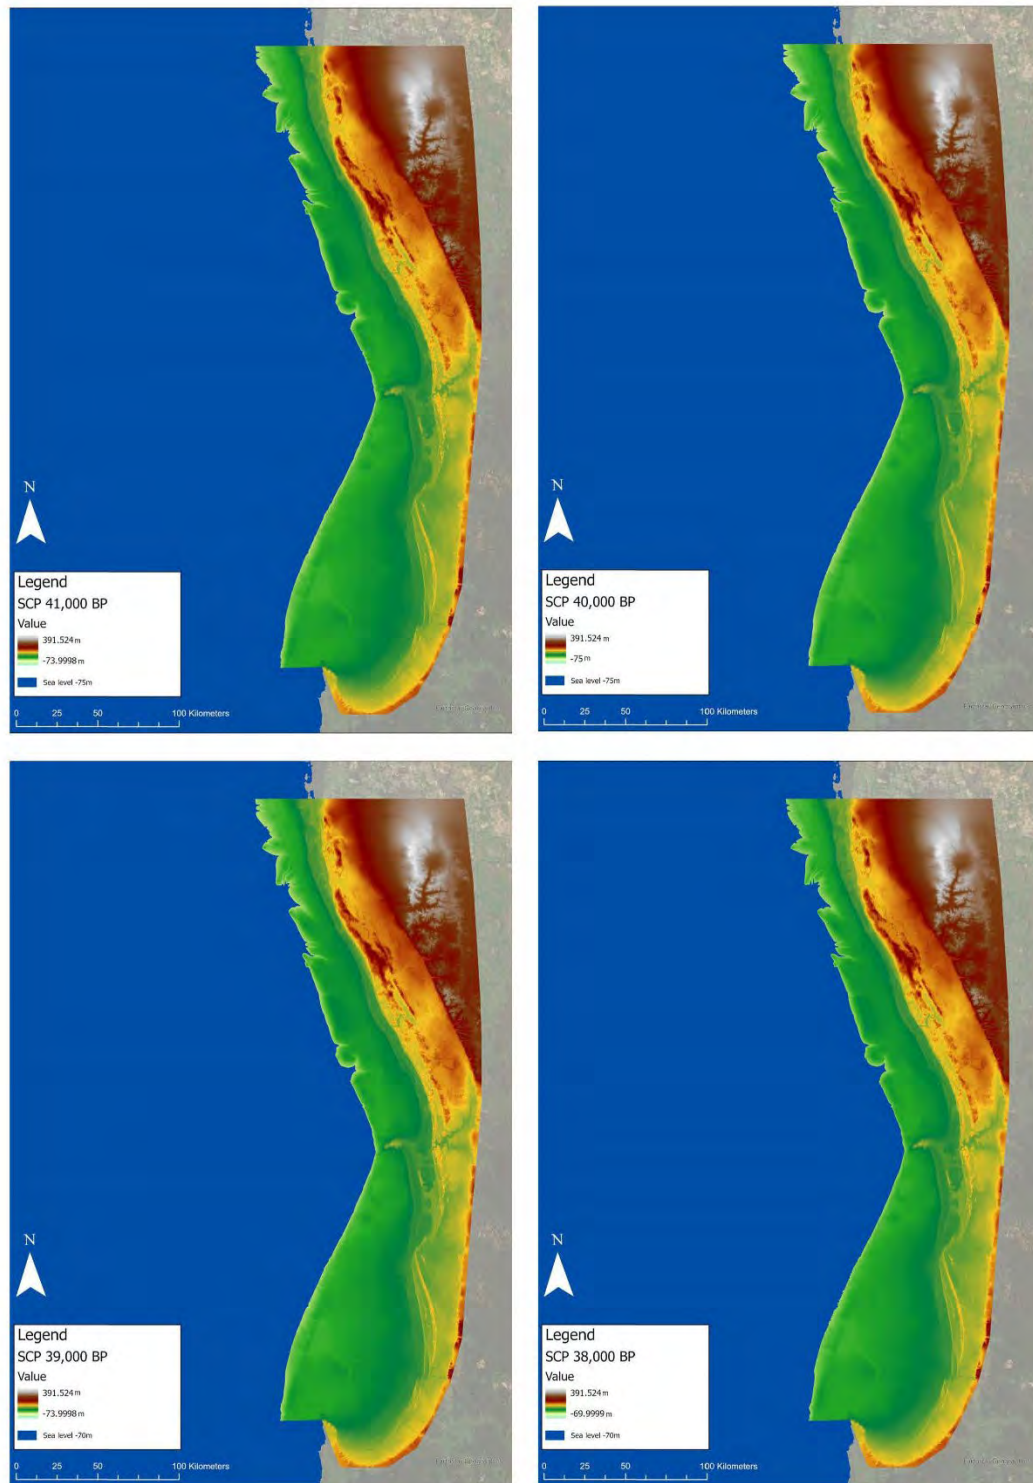 N
Legend
SCP 41,000 BP
Value
391.524 m
-73.9998 m
Sea level -75m
0 25 50 100 Kilometers
N
Legend
SCP 40,000 BP
Value
391.524 m
-75 m
Sea level -75m
0 25 50 100 Kilometers
N
Legend
SCP 39,000 BP
Value
391.524 m
-73.9998 m
Sea level -70m
0 25 50 100 Kilometers
N
Legend
SCP 38,000 BP
Value
391.524 m
-69.9999 m
Sea level -70m
0 25 50 100 Kilometers